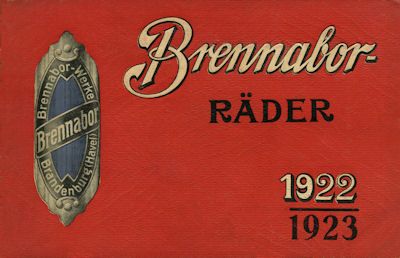 Brennabor-
RÄDER
1922
1923
Brennabor-Werke
Brennabor
Brandenburg (Havel)